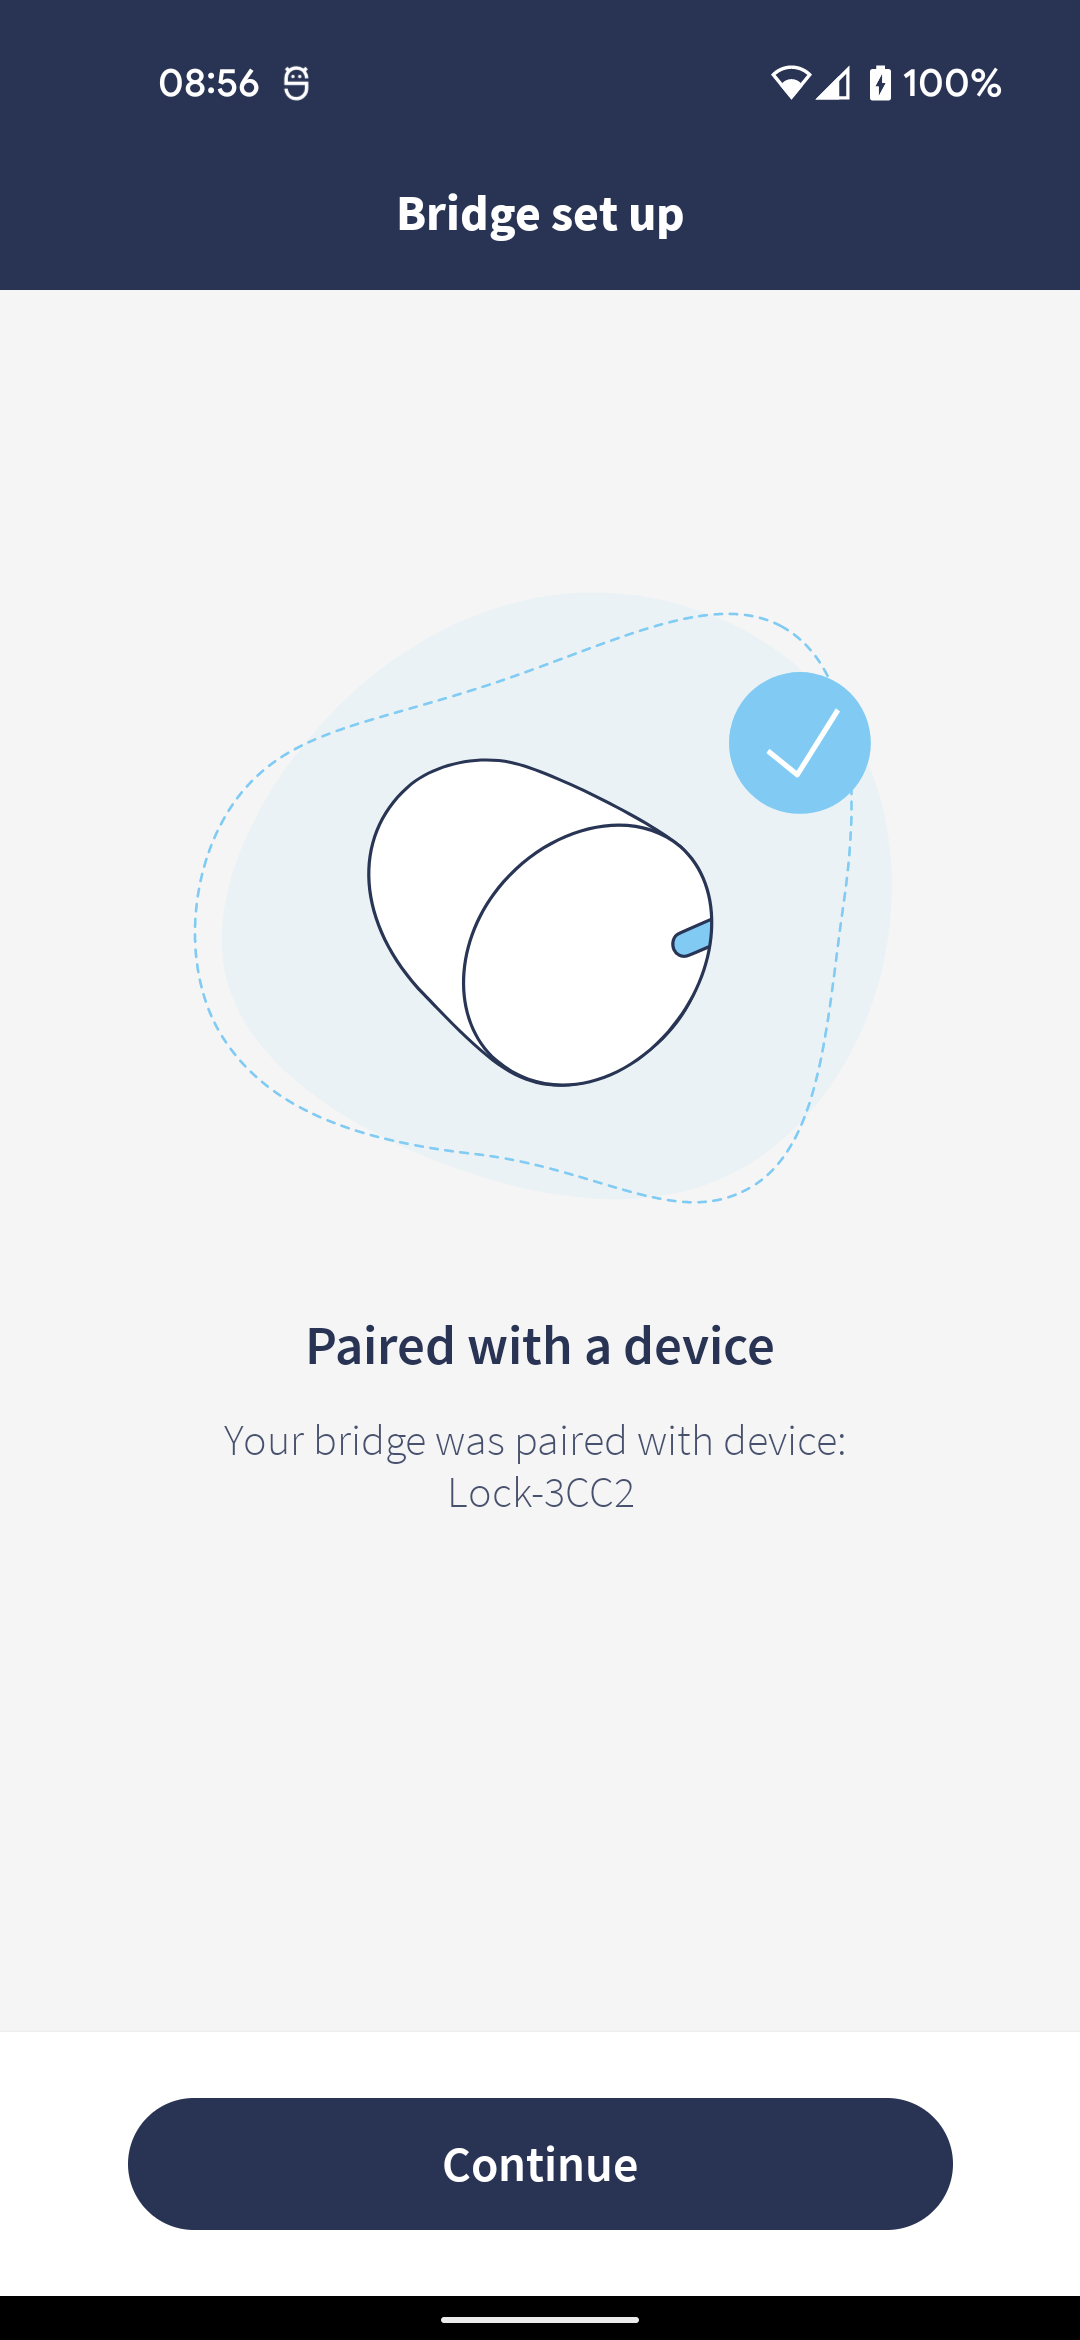 08:56
100%
Bridge set up
Paired with a device
Your bridge was paired with device:
Lock-3CC2
Continue